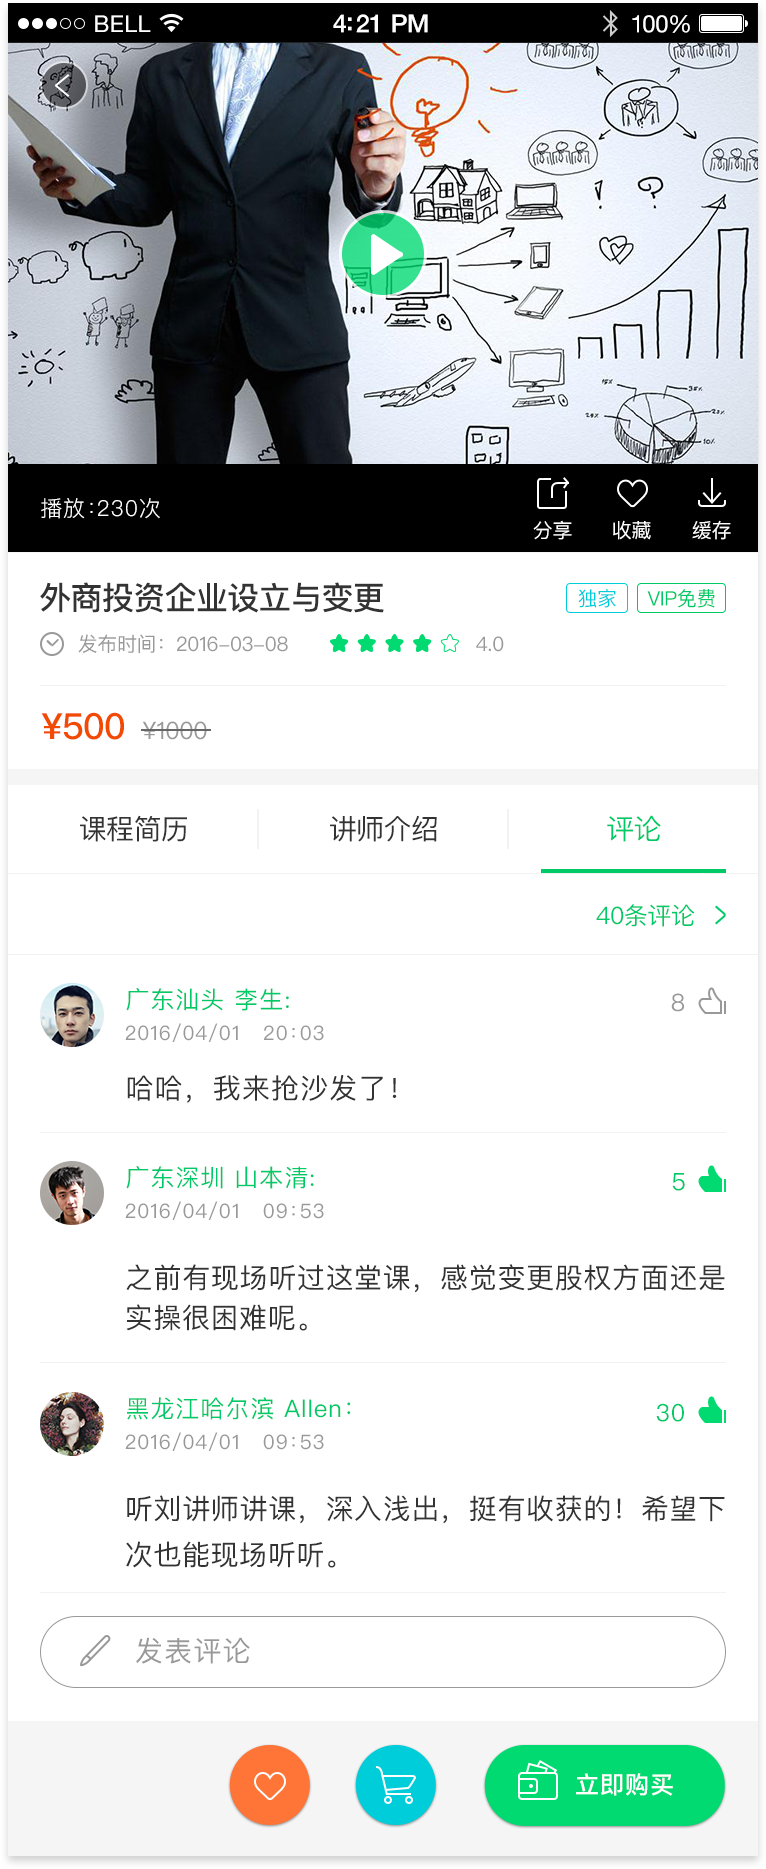 BELL 4:21 PM 100%
15% 35%
25% 25%
10%
播放:230次 分享 收藏 缓存
外商投资企业设立与变更 独家 VIP免费
发布时间: 2016-03-08 4.0
¥500 ¥1000
课程简历 讲师介绍 评论
40条评论 >
广东汕头 李生: 8
2016/04/01 20:03
哈哈，我来抢沙发了！
广东深圳 山本清: 5
2016/04/01 09:53
之前有现场听过这堂课，感觉变更股权方面还是
实操很困难呢。
黑龙江哈尔滨 Allen: 30
2016/04/01 09:53
听刘讲师讲课，深入浅出，挺有收获的！希望下
次也能现场听听。
发表评论
立即购买